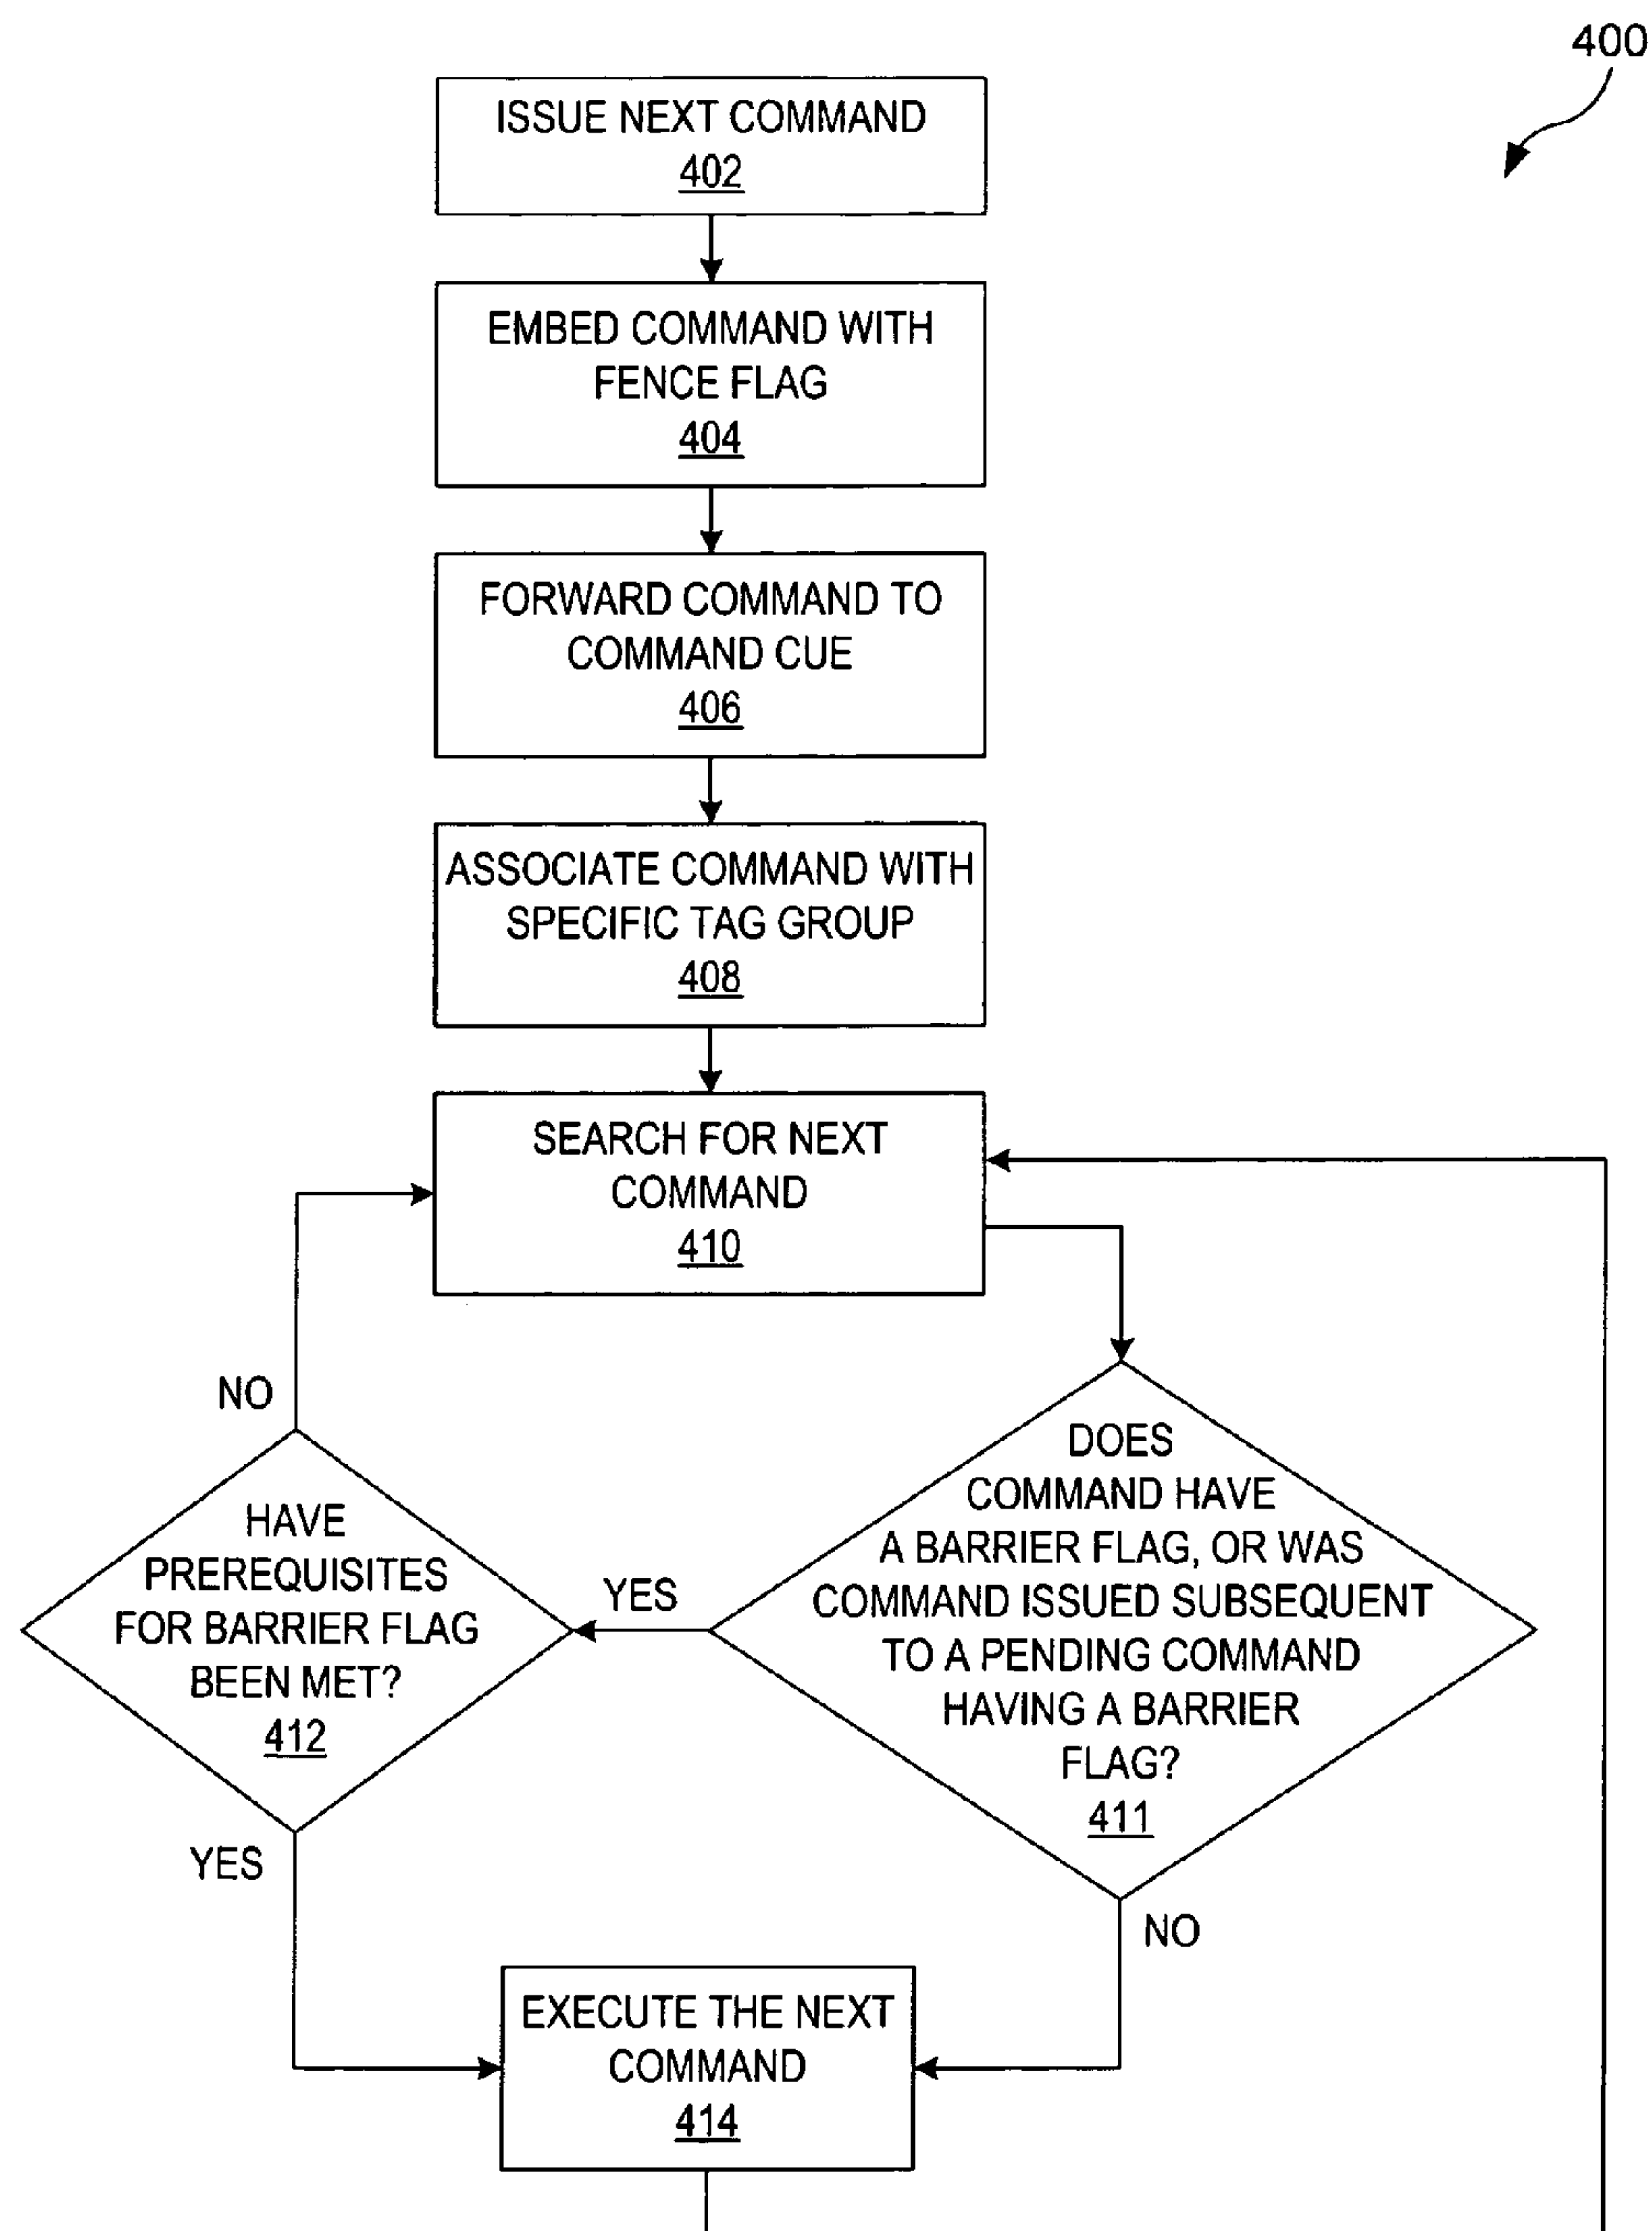 400
ISSUE NEXT COMMAND
402
EMBED COMMAND WITH
FENCE FLAG
404
FORWARD COMMAND TO
COMMAND CUE
406
ASSOCIATE COMMAND WITH
SPECIFIC TAG GROUP
408
SEARCH FOR NEXT
COMMAND
410
NO
DOES
COMMAND HAVE
A BARRIER FLAG, OR WAS
COMMAND ISSUED SUBSEQUENT
TO A PENDING COMMAND
HAVING A BARRIER
FLAG?
411
YES
HAVE
PREREQUISITES
FOR BARRIER FLAG
BEEN MET?
412
YES
NO
EXECUTE THE NEXT
COMMAND
414